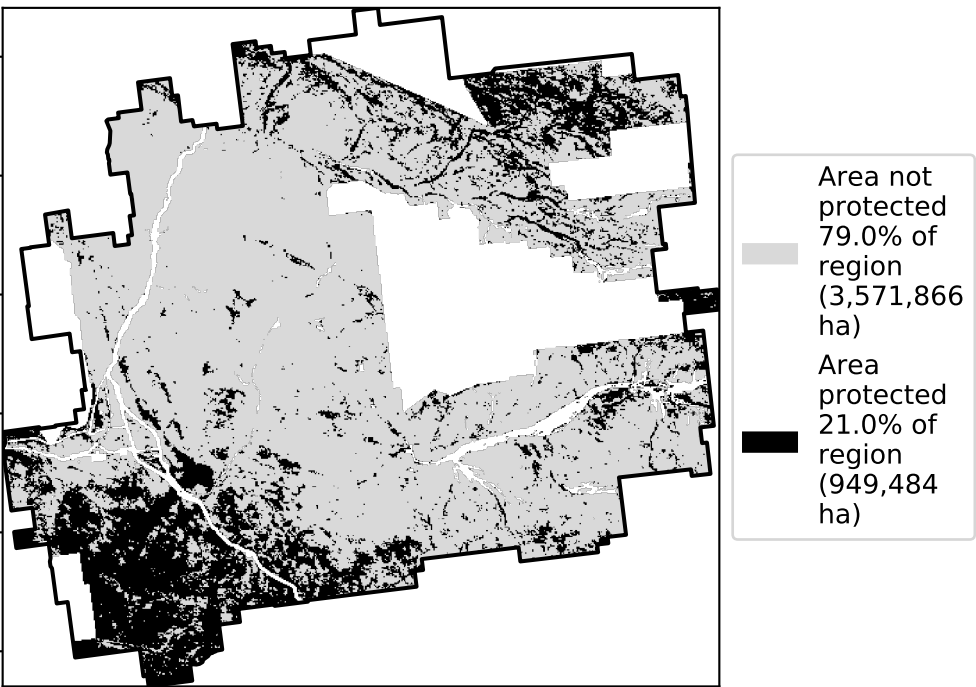 Area not
protected
79.0% of
region
(3,571,866
ha)
Area
protected
21.0% of
region
(949,484
ha)